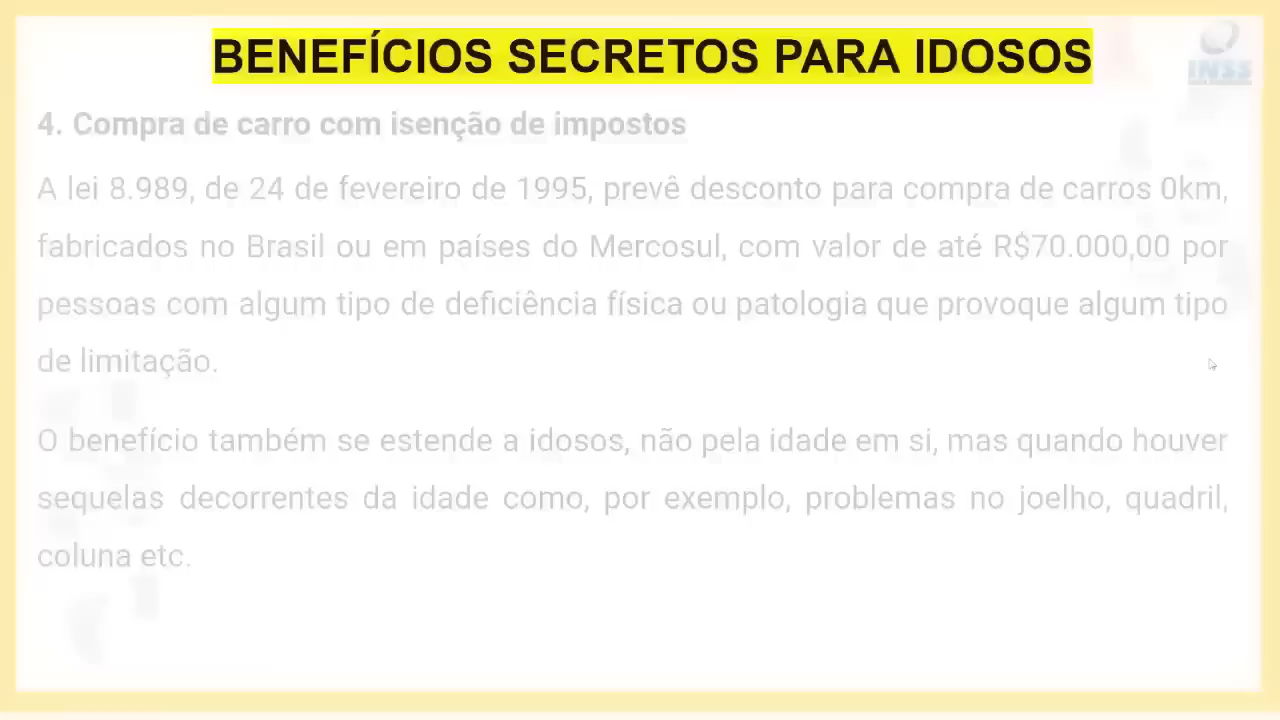 BENEFÍCIOS SECRETOS PARA IDOSOS
INSS
4. Compra de carro com isenção de impostos
A lei 8.989, de 24 de fevereiro de 1995, prevê desconto para compra de carros 0km,
fabricados no Brasil ou em países do Mercosul, com valor de até R$70.000,00 por
pessoas com algum tipo de deficiência física ou patologia que provoque algum tipo
de limitação.
O benefício também se estende a idosos, não pela idade em si, mas quando houver
sequelas decorrentes da idade como, por exemplo, problemas no joelho, quadril,
coluna etc.